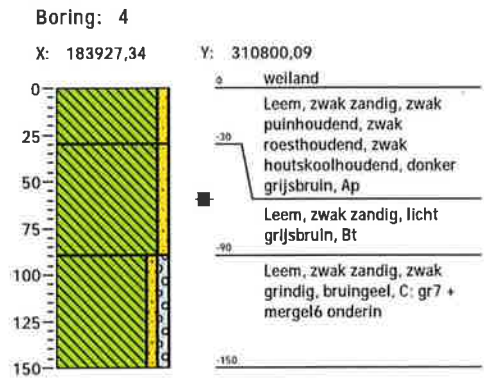 Boring: 4
X: 183927,34 Y: 310800,09
0
25
50
75
100
125
150
0 weiland
Leem, zwak zandig, zwak
puinhoudend, zwak
-30 roesthoudend, zwak
houtskoolhoudend, donker
grijsbruin, Ap
Leem, zwak zandig, licht
grijsbruin, Bt
-90
Leem, zwak zandig, zwak
grindig, bruingeel, C: gr7 +
mergel6 onderin
-150